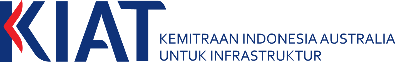 KIAT
KEMITRAAN INDONESIA AUSTRALIA
UNTUK INFRASTRUKTUR